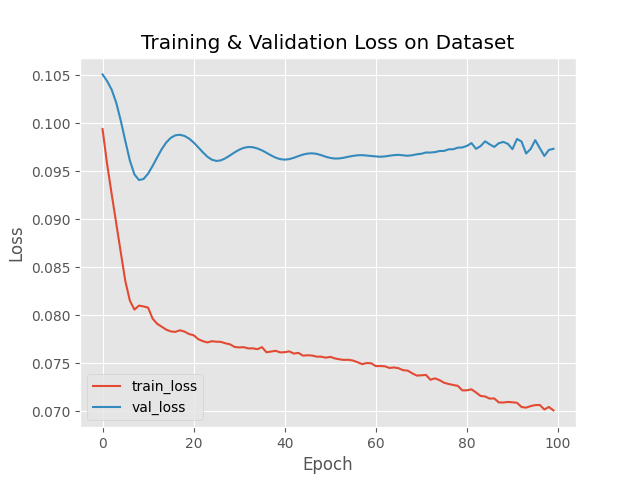 Training & Validation Loss on Dataset
0.105
0.100
0.095
0.090
0.085
0.080
0.075
0.070
Loss
train_loss
val_loss
0 20 40 60 80 100
Epoch